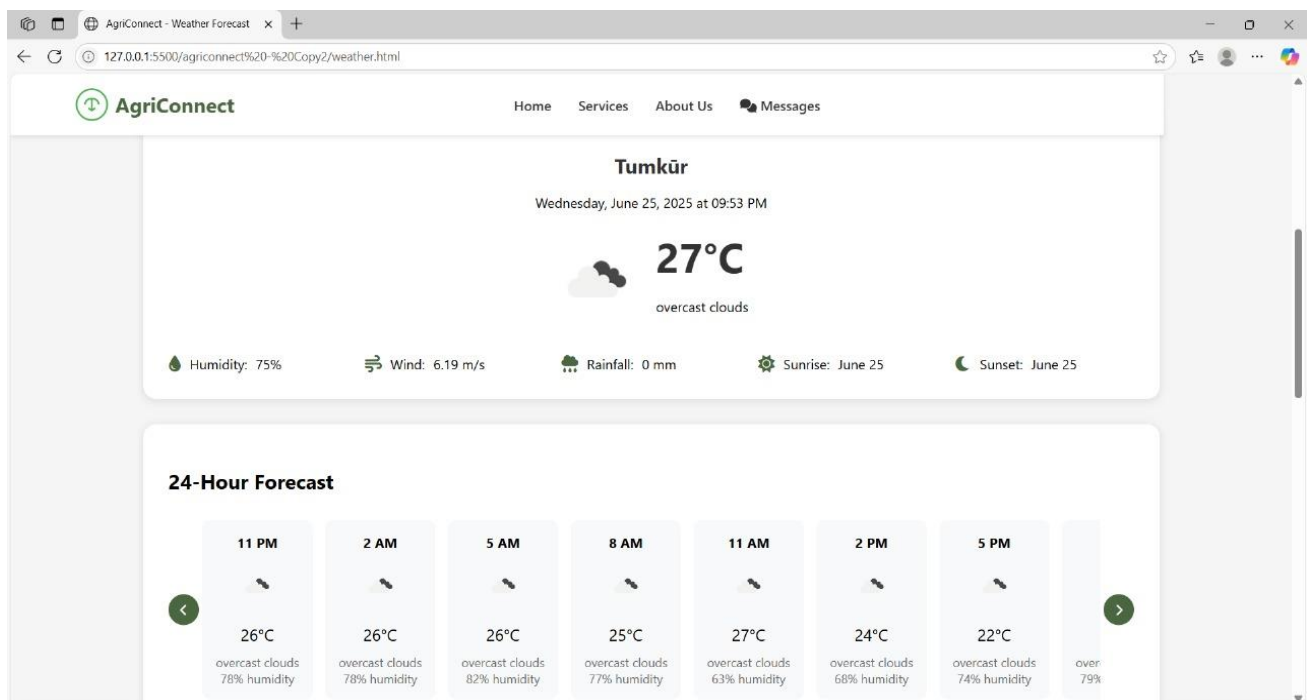 AgriConnect - Weather Forecast
127.0.0.1:5500/agriconnect%20-%20Copy2/weather.html
AgriConnect Home Services About Us Messages
Tumkūr
Wednesday, June 25, 2025 at 09:53 PM
27°C
overcast clouds
Humidity: 75% Wind: 6.19 m/s Rainfall: 0 mm Sunrise: June 25 Sunset: June 25
24-Hour Forecast
11 PM 2 AM 5 AM 8 AM 11 AM 2 PM 5 PM
26°C 26°C 26°C 25°C 27°C 24°C 22°C
overcast clouds overcast clouds overcast clouds overcast clouds overcast clouds overcast clouds overcast clouds over
78% humidity 78% humidity 82% humidity 77% humidity 63% humidity 68% humidity 74% humidity 79%